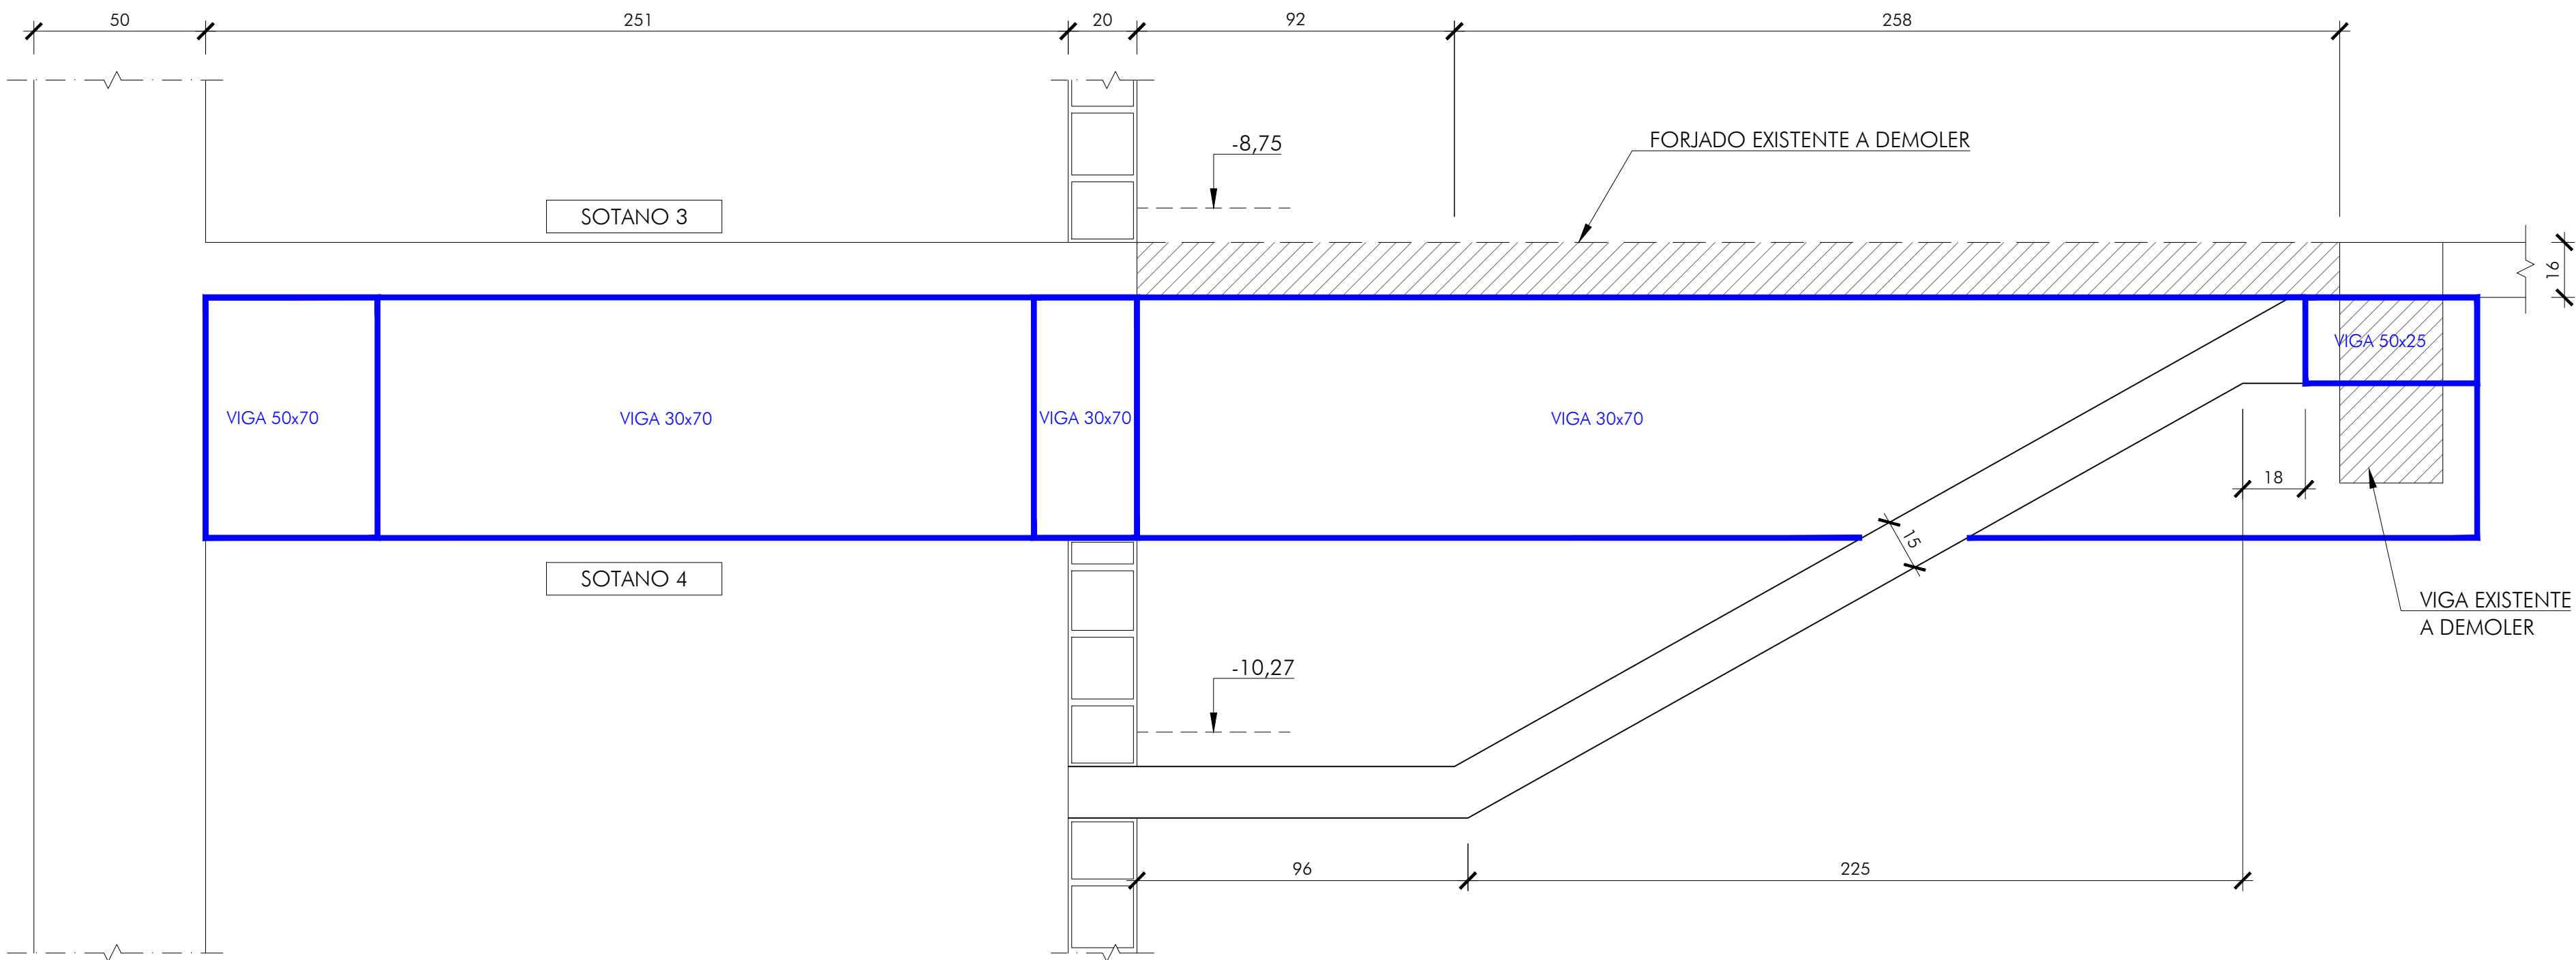 50
251
20
92
258
FORJADO EXISTENTE A DEMOLER
-8,75
SOTANO 3
16
VIGA 50x70
VIGA 30x70
VIGA 30x70
VIGA 30x70
VIGA 50x25
18
15
SOTANO 4
VIGA EXISTENTE
A DEMOLER
-10,27
96
225